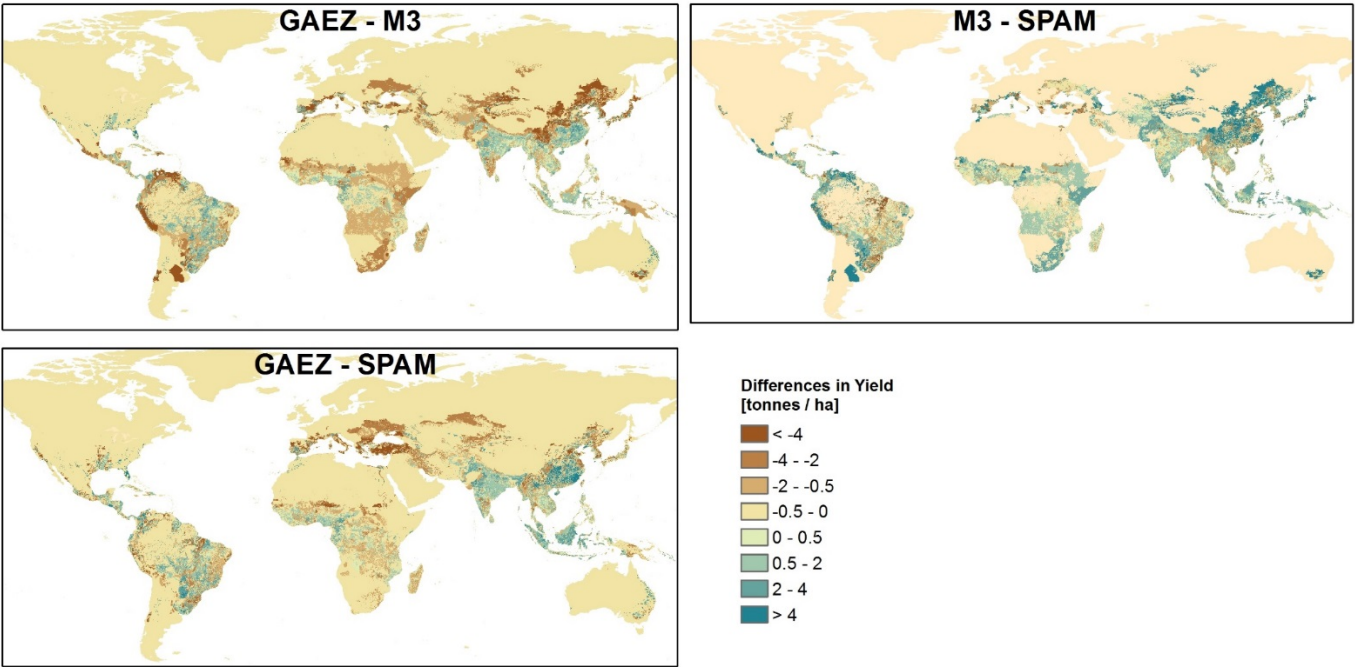 GAEZ - M3
M3 - SPAM
GAEZ - SPAM
Differences in Yield
[tonnes / ha]
< -4
-4 - -2
-2 - -0.5
-0.5 - 0
0 - 0.5
0.5 - 2
2 - 4
> 4